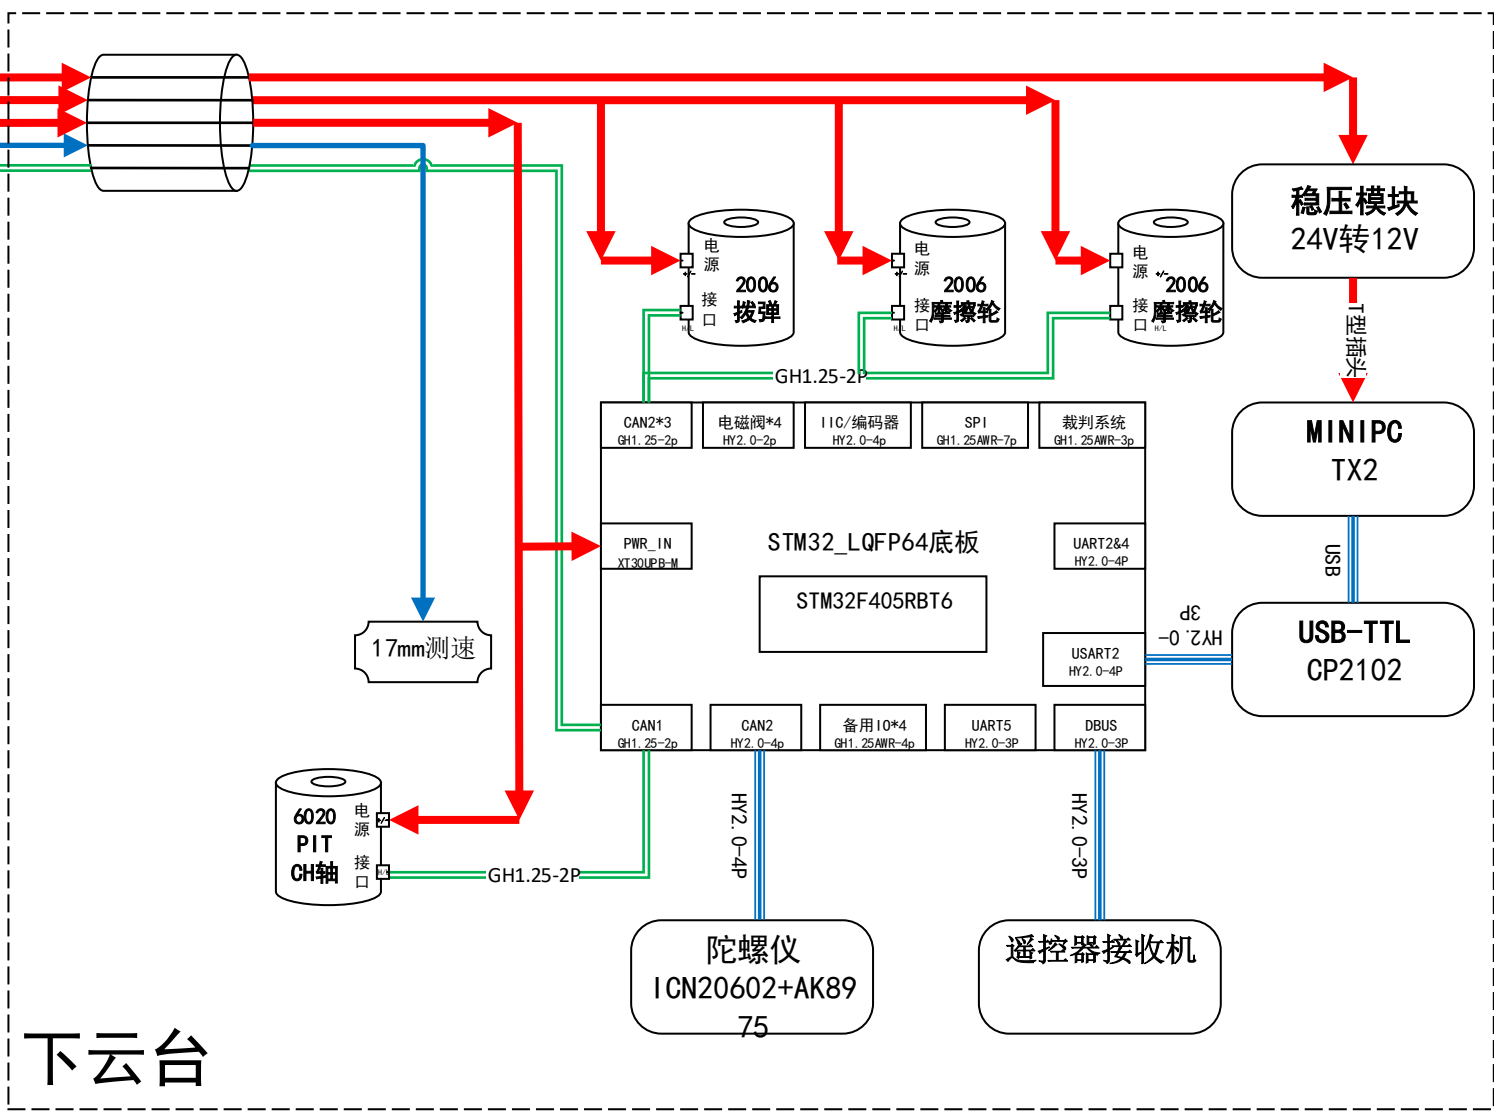 稳压模块
24V转12V
电
源
+/-
2006
接
拨弹
口
H/L
电
源
+/-
2006
接
摩擦轮
口
H/L
电
源
+/-
2006
接
摩擦轮
口
H/L
T型插头
GH1.25-2P
CAN2*3
GH1.25-2p
电磁阀*4
HY2.0-2p
IIC/编码器
HY2.0-4p
SPI
GH1.25AWR-7p
裁判系统
GH1.25AWR-3p
MINIPC
TX2
PWR_IN
XT30UPB-M
STM32_LQFP64底板
UART2&4
HY2.0-4P
USB
STM32F405RBT6
HY2.0-
3P
17mm测速
USART2
HY2.0-4P
USB-TTL
CP2102
CAN1
GH1.25-2p
CAN2
HY2.0-4p
备用IO*4
GH1.25AWR-4p
UART5
HY2.0-3P
DBUS
HY2.0-3P
6020
PIT
CH轴
电
源
+/-
接
口
H/L
GH1.25-2P
HY2.0-4P
HY2.0-3P
陀螺仪
ICN20602+AK89
75
遥控器接收机
下云台